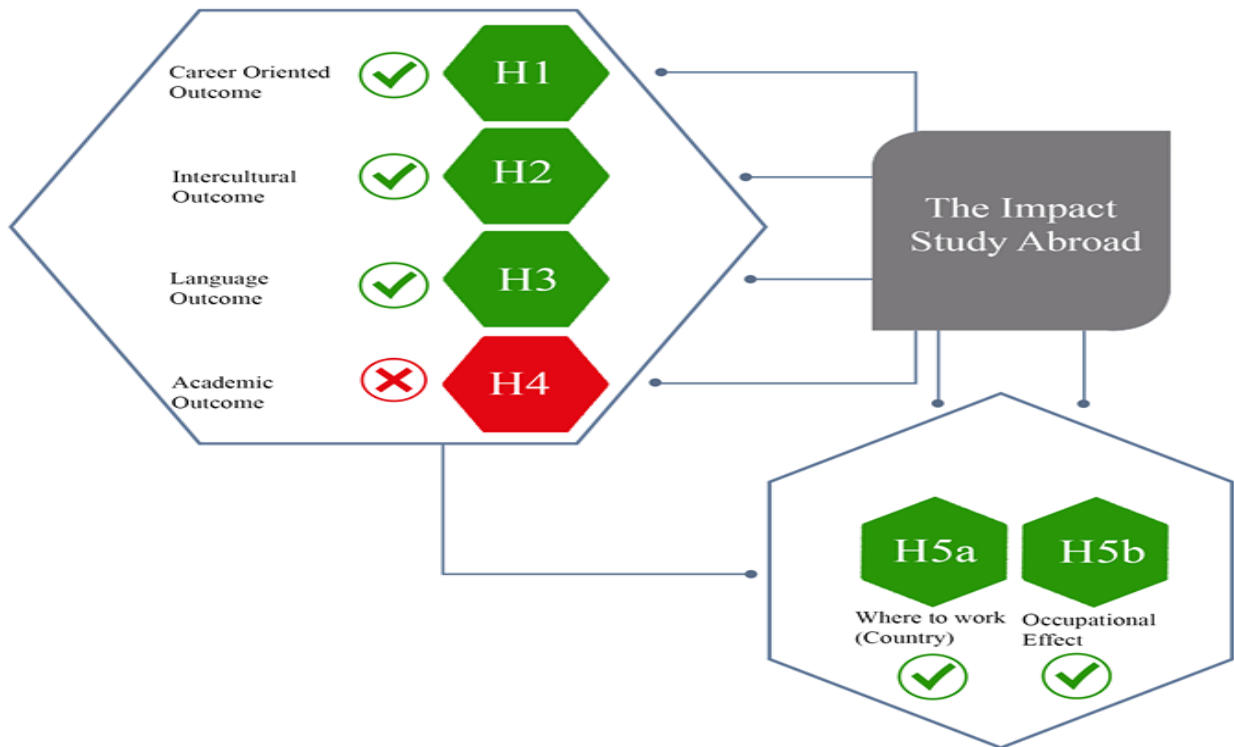 Career Oriented
Outcome
H1
Intercultural
Outcome
H2
Language
Outcome
H3
Academic
Outcome
H4
The Impact
Study Abroad
H5a
H5b
Where to work
(Country)
Occupational
Effect